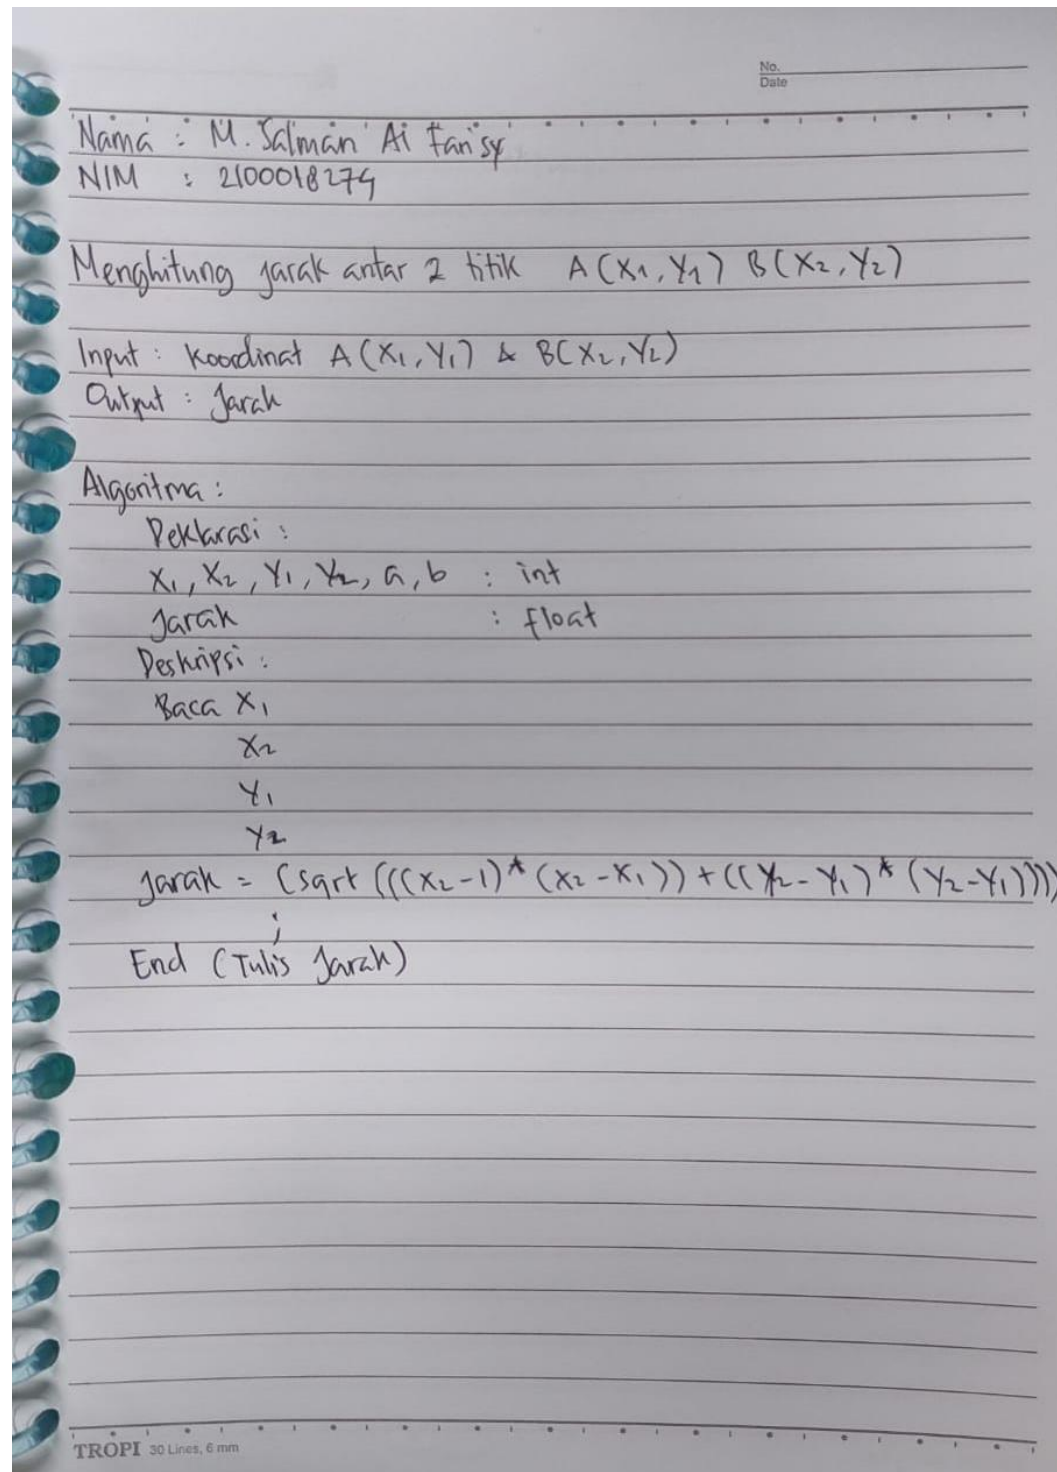 No.
Date
Nama : M. Salman Al Farisy
NIM : 2100018274
Menghitung jarak antar 2 titik A(X1, Y1) B(X2, Y2)
Input : Koordinat A(X1, Y1) & B(X2, Y2)
Output : Jarak
Algoritma :
Deklarasi :
X1, X2, Y1, Y2, a, b : int
Jarak : float
Deskripsi :
Baca X1
X2
Y1
Y2
Jarak = (sqrt (((X2-1)*(X2-X1))+((Y2-Y1)*(Y2-Y1))))
;
End (Tulis Jarak)
TROPI 30 Lines, 6 mm